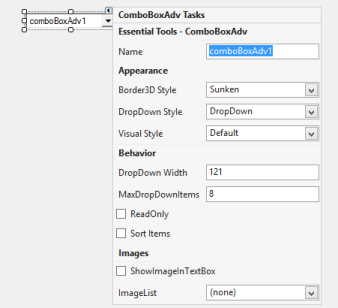 comboBoxAdv1
ComboBoxAdv Tasks
Essential Tools - ComboBoxAdv
Name comboBoxAdv1
Appearance
Border3D Style Sunken
DropDown Style DropDown
Visual Style Default
Behavior
DropDown Width 121
MaxDropDownItems 8
ReadOnly
Sort Items
Images
ShowImageInTextBox
ImageList (none)